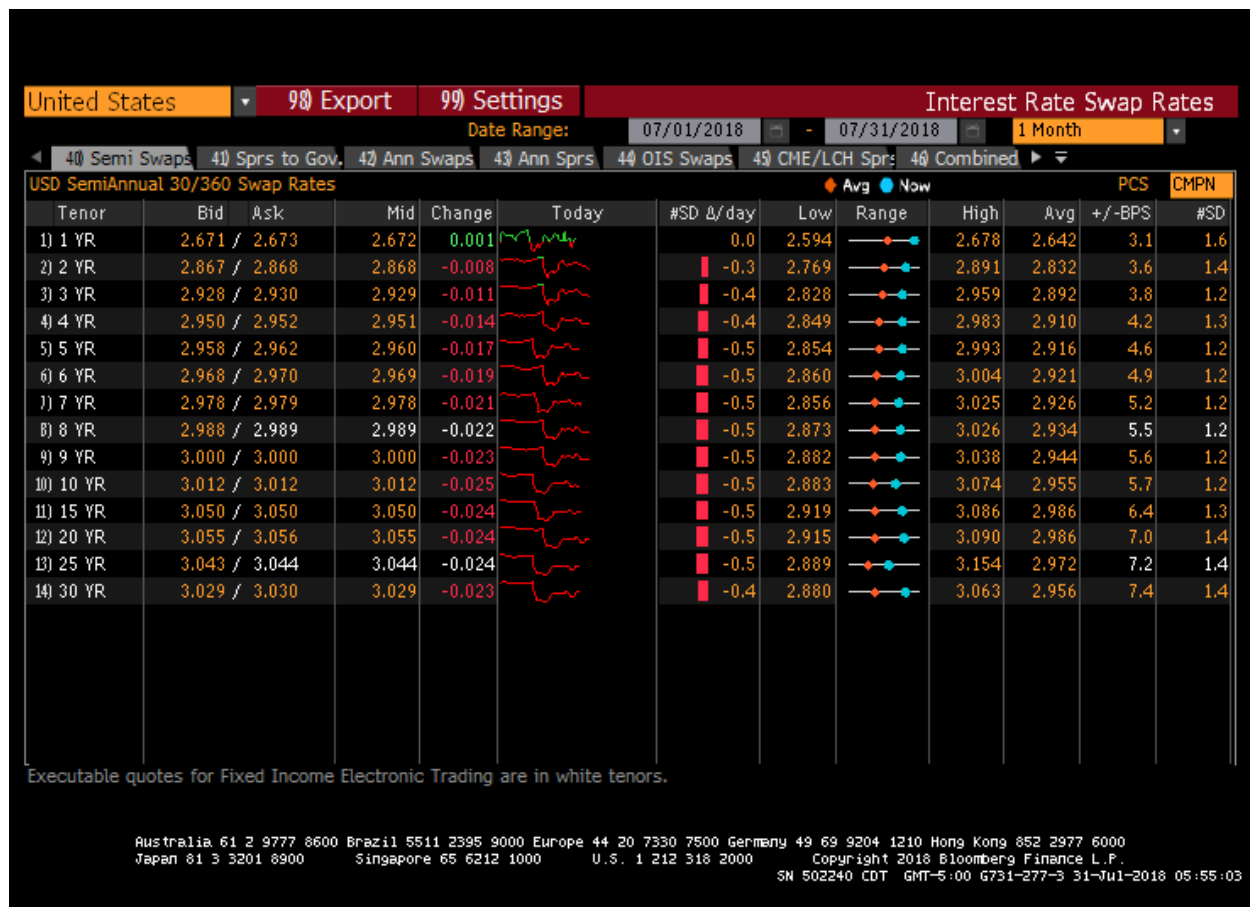 United States 98) Export 99) Settings Interest Rate Swap Rates
Date Range: 07/01/2018 - 07/31/2018 1 Month
40) Semi Swaps 41) Sprs to Gov. 42) Ann Swaps 43) Ann Sprs 44) OIS Swaps 45) CME/LCH Sprs 46) Combined
USD SemiAnnual 30/360 Swap Rates Avg Now PCS CMPN
Tenor Bid Ask Mid Change Today #SD Δ/day Low Range High Avg +/-BPS #SD
1) 1 YR 2.671 / 2.673 2.672 0.001 0.0 2.594 2.678 2.642 3.1 1.6
2) 2 YR 2.867 / 2.868 2.868 -0.008 -0.3 2.769 2.891 2.832 3.6 1.4
3) 3 YR 2.928 / 2.930 2.929 -0.011 -0.4 2.828 2.959 2.892 3.8 1.2
4) 4 YR 2.950 / 2.952 2.951 -0.014 -0.4 2.849 2.983 2.910 4.2 1.3
5) 5 YR 2.958 / 2.962 2.960 -0.017 -0.5 2.854 2.993 2.916 4.6 1.2
6) 6 YR 2.968 / 2.970 2.969 -0.019 -0.5 2.860 3.004 2.921 4.9 1.2
7) 7 YR 2.978 / 2.979 2.978 -0.021 -0.5 2.856 3.025 2.926 5.2 1.2
8) 8 YR 2.988 / 2.989 2.989 -0.022 -0.5 2.873 3.026 2.934 5.5 1.2
9) 9 YR 3.000 / 3.000 3.000 -0.023 -0.5 2.882 3.038 2.944 5.6 1.2
10) 10 YR 3.012 / 3.012 3.012 -0.025 -0.5 2.883 3.074 2.955 5.7 1.2
11) 15 YR 3.050 / 3.050 3.050 -0.024 -0.5 2.919 3.086 2.986 6.4 1.3
12) 20 YR 3.055 / 3.056 3.055 -0.024 -0.5 2.915 3.090 2.986 7.0 1.4
13) 25 YR 3.043 / 3.044 3.044 -0.024 -0.5 2.889 3.154 2.972 7.2 1.4
14) 30 YR 3.029 / 3.030 3.029 -0.023 -0.4 2.880 3.063 2.956 7.4 1.4
Executable quotes for Fixed Income Electronic Trading are in white tenors.
Australia 61 2 9777 8600 Brazil 5511 2395 9000 Europe 44 20 7330 7500 Germany 49 69 9204 1210 Hong Kong 852 2977 6000
Japan 81 3 3201 8900 Singapore 65 6212 1000 U.S. 1 212 318 2000 Copyright 2018 Bloomberg Finance L.P.
SN 502240 CDT GMT-5:00 G731-277-3 31-Jul-2018 05:55:03